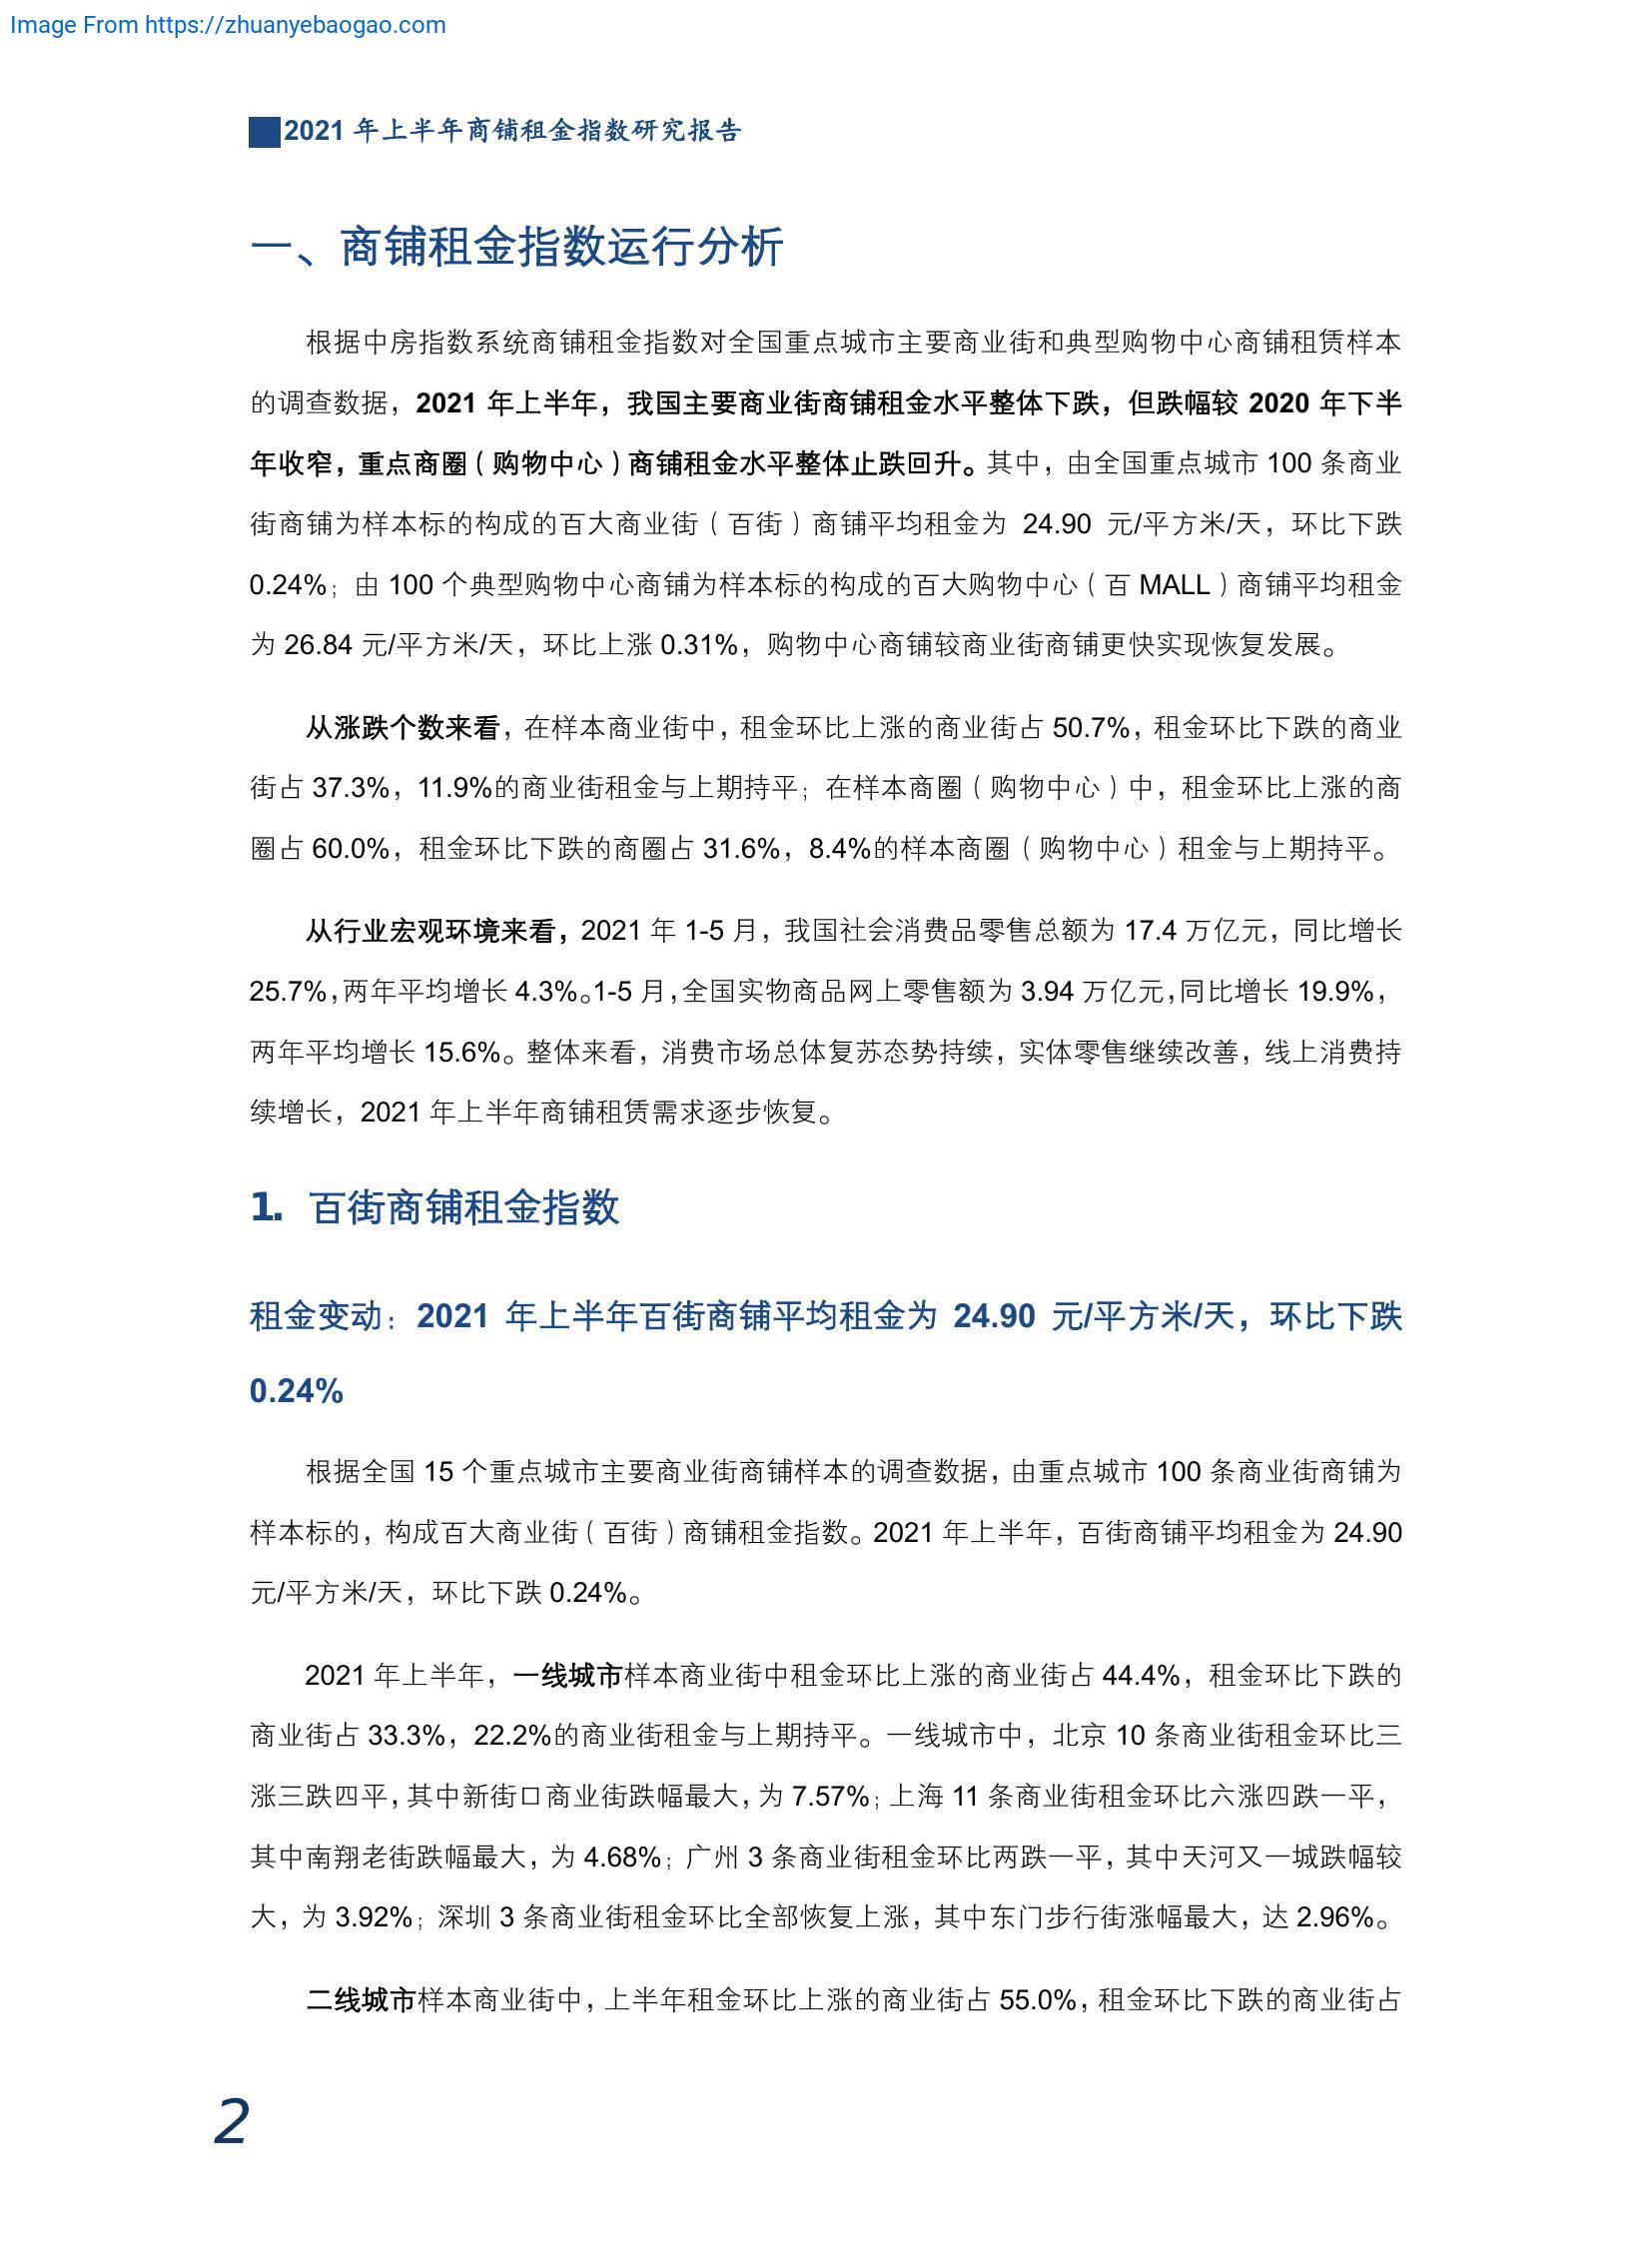 Image From https://zhuanyebaogao.com
2021 年上半年商铺租金指数研究报告
一、商铺租金指数运行分析
根据中房指数系统商铺租金指数对全国重点城市主要商业街和典型购物中心商铺租赁样本
的调查数据，2021 年上半年，我国主要商业街商铺租金水平整体下跌，但跌幅较 2020 年下半
年收窄，重点商圈（购物中心）商铺租金水平整体止跌回升。其中，由全国重点城市 100 条商业
街商铺为样本标的构成的百大商业街（百街）商铺平均租金为 24.90 元/平方米/天，环比下跌
0.24%；由 100 个典型购物中心商铺为样本标的构成的百大购物中心（百 MALL）商铺平均租金
为 26.84 元/平方米/天，环比上涨 0.31%，购物中心商铺较商业街商铺更快实现恢复发展。
从涨跌个数来看，在样本商业街中，租金环比上涨的商业街占 50.7%，租金环比下跌的商业
街占 37.3%，11.9%的商业街租金与上期持平；在样本商圈（购物中心）中，租金环比上涨的商
圈占 60.0%，租金环比下跌的商圈占 31.6%，8.4%的样本商圈（购物中心）租金与上期持平。
从行业宏观环境来看，2021 年 1-5 月，我国社会消费品零售总额为 17.4 万亿元，同比增长
25.7%，两年平均增长 4.3%。1-5 月，全国实物商品网上零售额为 3.94 万亿元，同比增长 19.9%，
两年平均增长 15.6%。整体来看，消费市场总体复苏态势持续，实体零售继续改善，线上消费持
续增长，2021 年上半年商铺租赁需求逐步恢复。
1. 百街商铺租金指数
租金变动：2021 年上半年百街商铺平均租金为 24.90 元/平方米/天，环比下跌
0.24%
根据全国 15 个重点城市主要商业街商铺样本的调查数据，由重点城市 100 条商业街商铺为
样本标的，构成百大商业街（百街）商铺租金指数。2021 年上半年，百街商铺平均租金为 24.90
元/平方米/天，环比下跌 0.24%。
2021 年上半年，一线城市样本商业街中租金环比上涨的商业街占 44.4%，租金环比下跌的
商业街占 33.3%，22.2%的商业街租金与上期持平。一线城市中，北京 10 条商业街租金环比三
涨三跌四平，其中新街口商业街跌幅最大，为 7.57%；上海 11 条商业街租金环比六涨四跌一平，
其中南翔老街跌幅最大，为 4.68%；广州 3 条商业街租金环比两跌一平，其中天河又一城跌幅较
大，为 3.92%；深圳 3 条商业街租金环比全部恢复上涨，其中东门步行街涨幅最大，达 2.96%。
二线城市样本商业街中，上半年租金环比上涨的商业街占 55.0%，租金环比下跌的商业街占
2